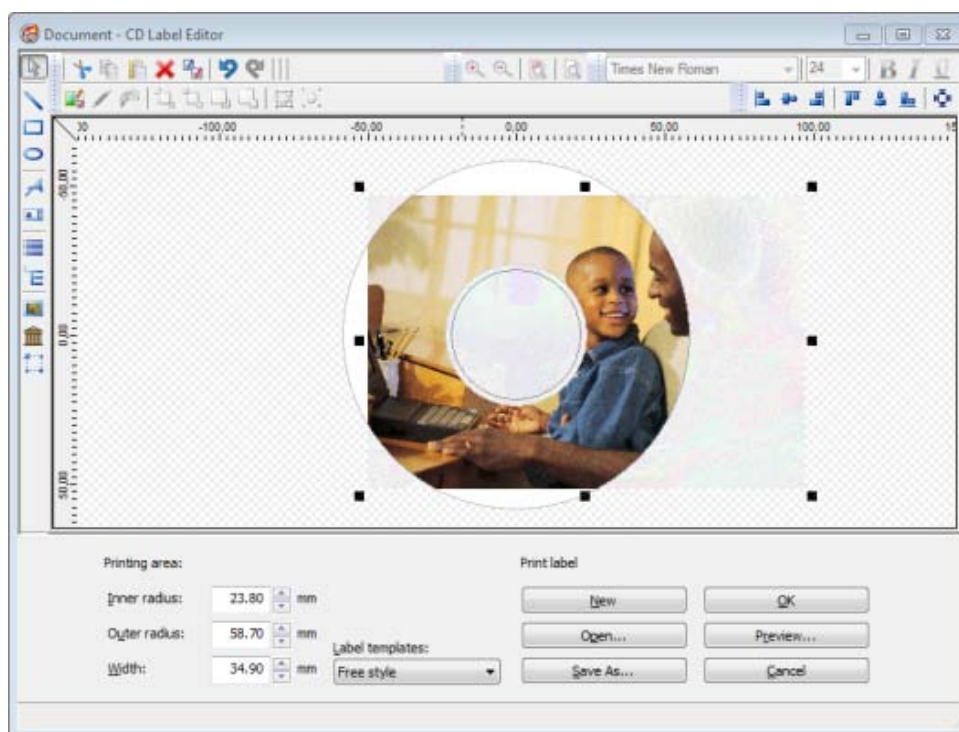 Document - CD Label Editor
Times New Roman 24 B I U
-100,00 -50,00 0,00 50,00 100,00
-50,00
0,00
50,00
Printing area:
Inner radius: 23.80 mm
Outer radius: 58.70 mm
Width: 34.90 mm
Label templates:
Free style
Print label
New
OK
Open...
Preview...
Save As...
Cancel